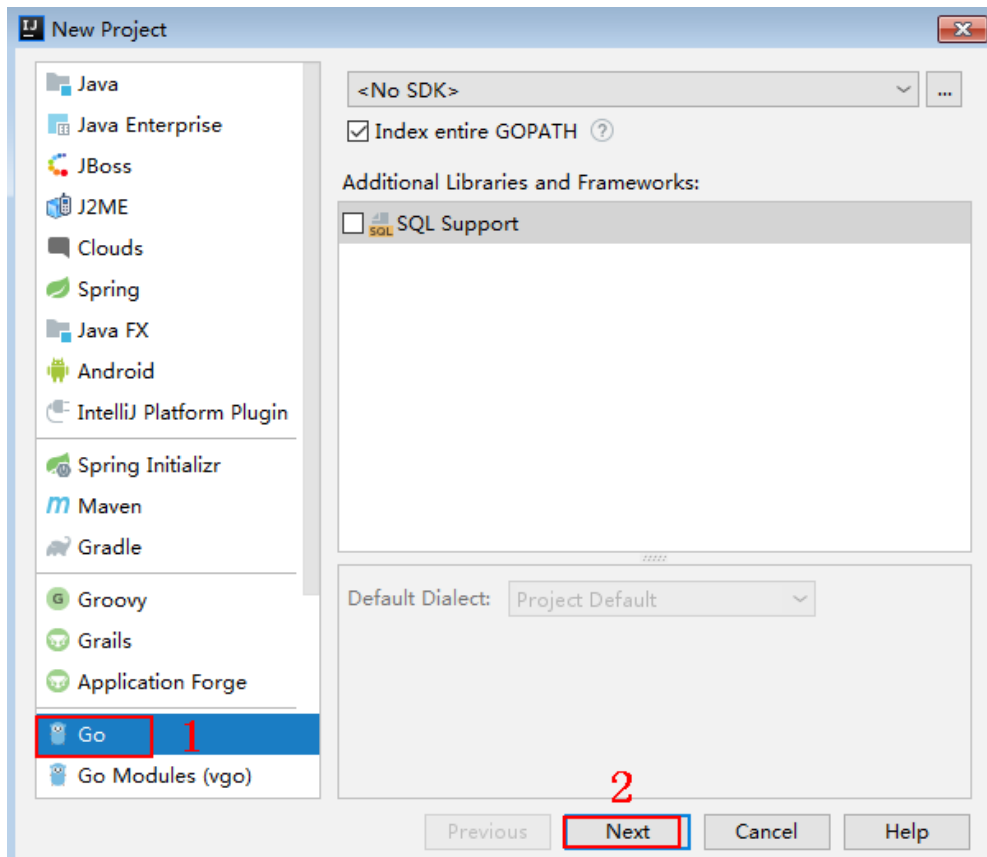 New Project
Java
Java Enterprise
JBoss
J2ME
Clouds
Spring
Java FX
Android
IntelliJ Platform Plugin
Spring Initializr
Maven
Gradle
Groovy
Grails
Application Forge
Go 1
Go Modules (vgo)
<No SDK>
...
Index entire GOPATH ?
Additional Libraries and Frameworks:
SQL SQL Support
Default Dialect: Project Default
2
Previous Next Cancel Help